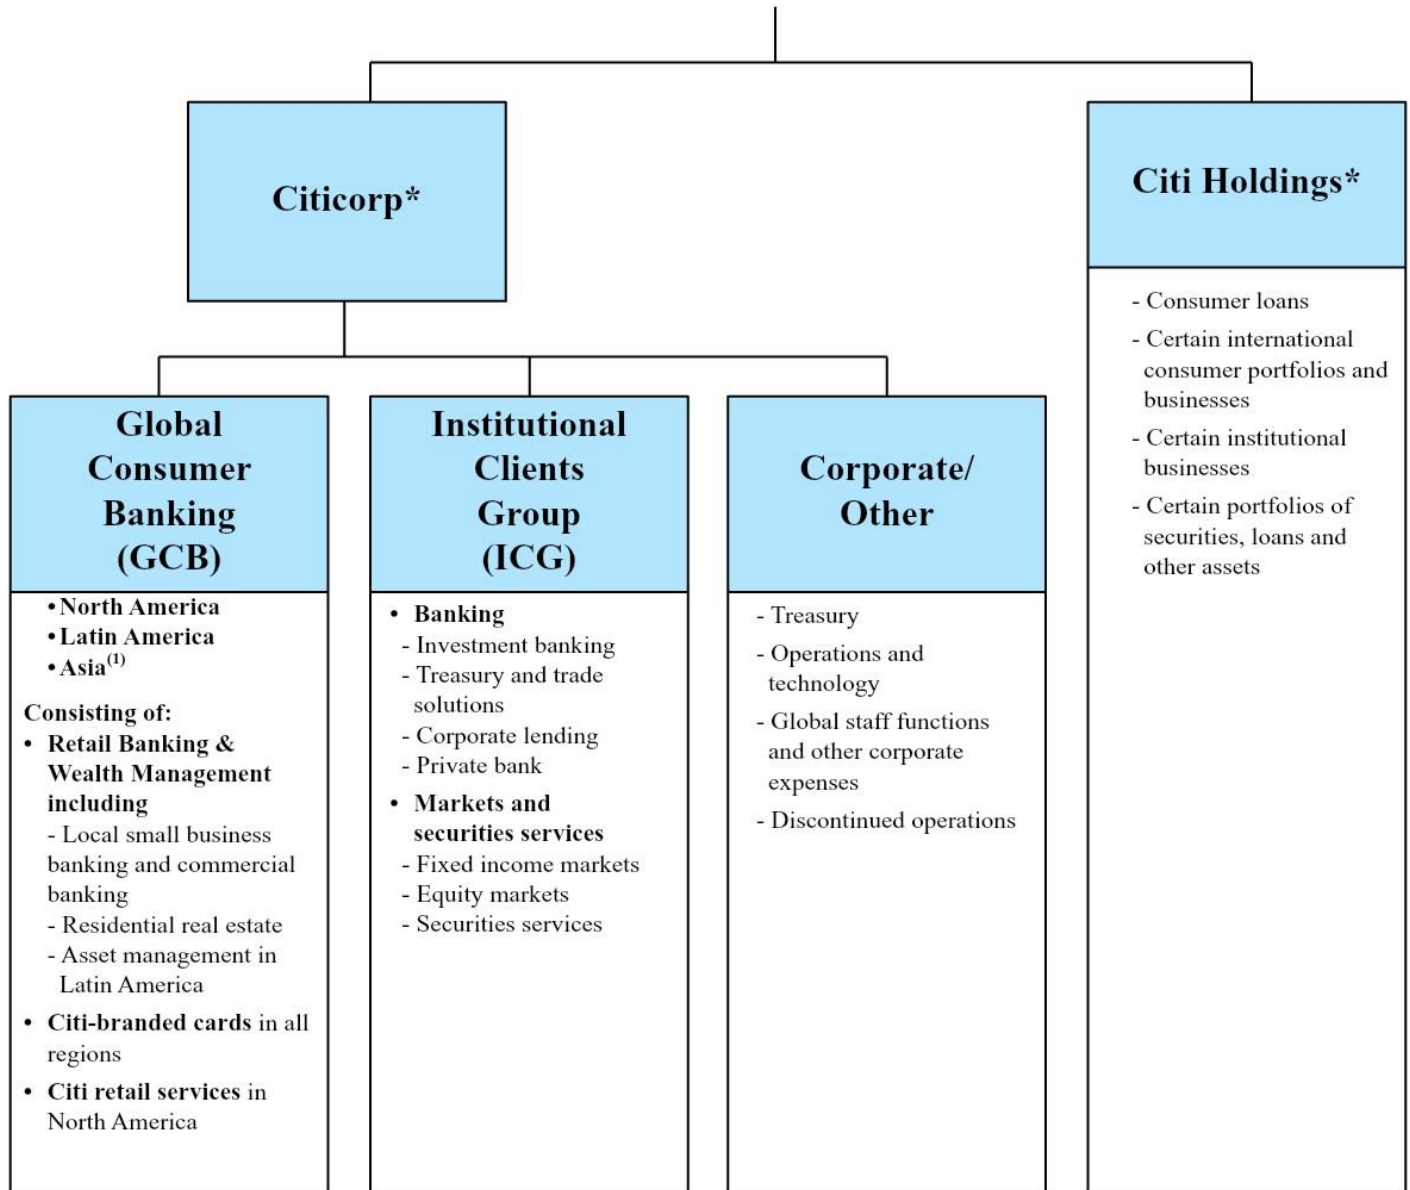 Citicorp*
Citi Holdings*
- Consumer loans
- Certain international
consumer portfolios and
businesses
- Certain institutional
businesses
- Certain portfolios of
securities, loans and
other assets
Global
Consumer
Banking
(GCB)
• North America
• Latin America
• Asia(1)
Consisting of:
• Retail Banking &
Wealth Management
including
- Local small business
banking and commercial
banking
- Residential real estate
- Asset management in
Latin America
• Citi-branded cards in all
regions
• Citi retail services in
North America
Institutional
Clients
Group
(ICG)
• Banking
- Investment banking
- Treasury and trade
solutions
- Corporate lending
- Private bank
• Markets and
securities services
- Fixed income markets
- Equity markets
- Securities services
Corporate/
Other
- Treasury
- Operations and
technology
- Global staff functions
and other corporate
expenses
- Discontinued operations